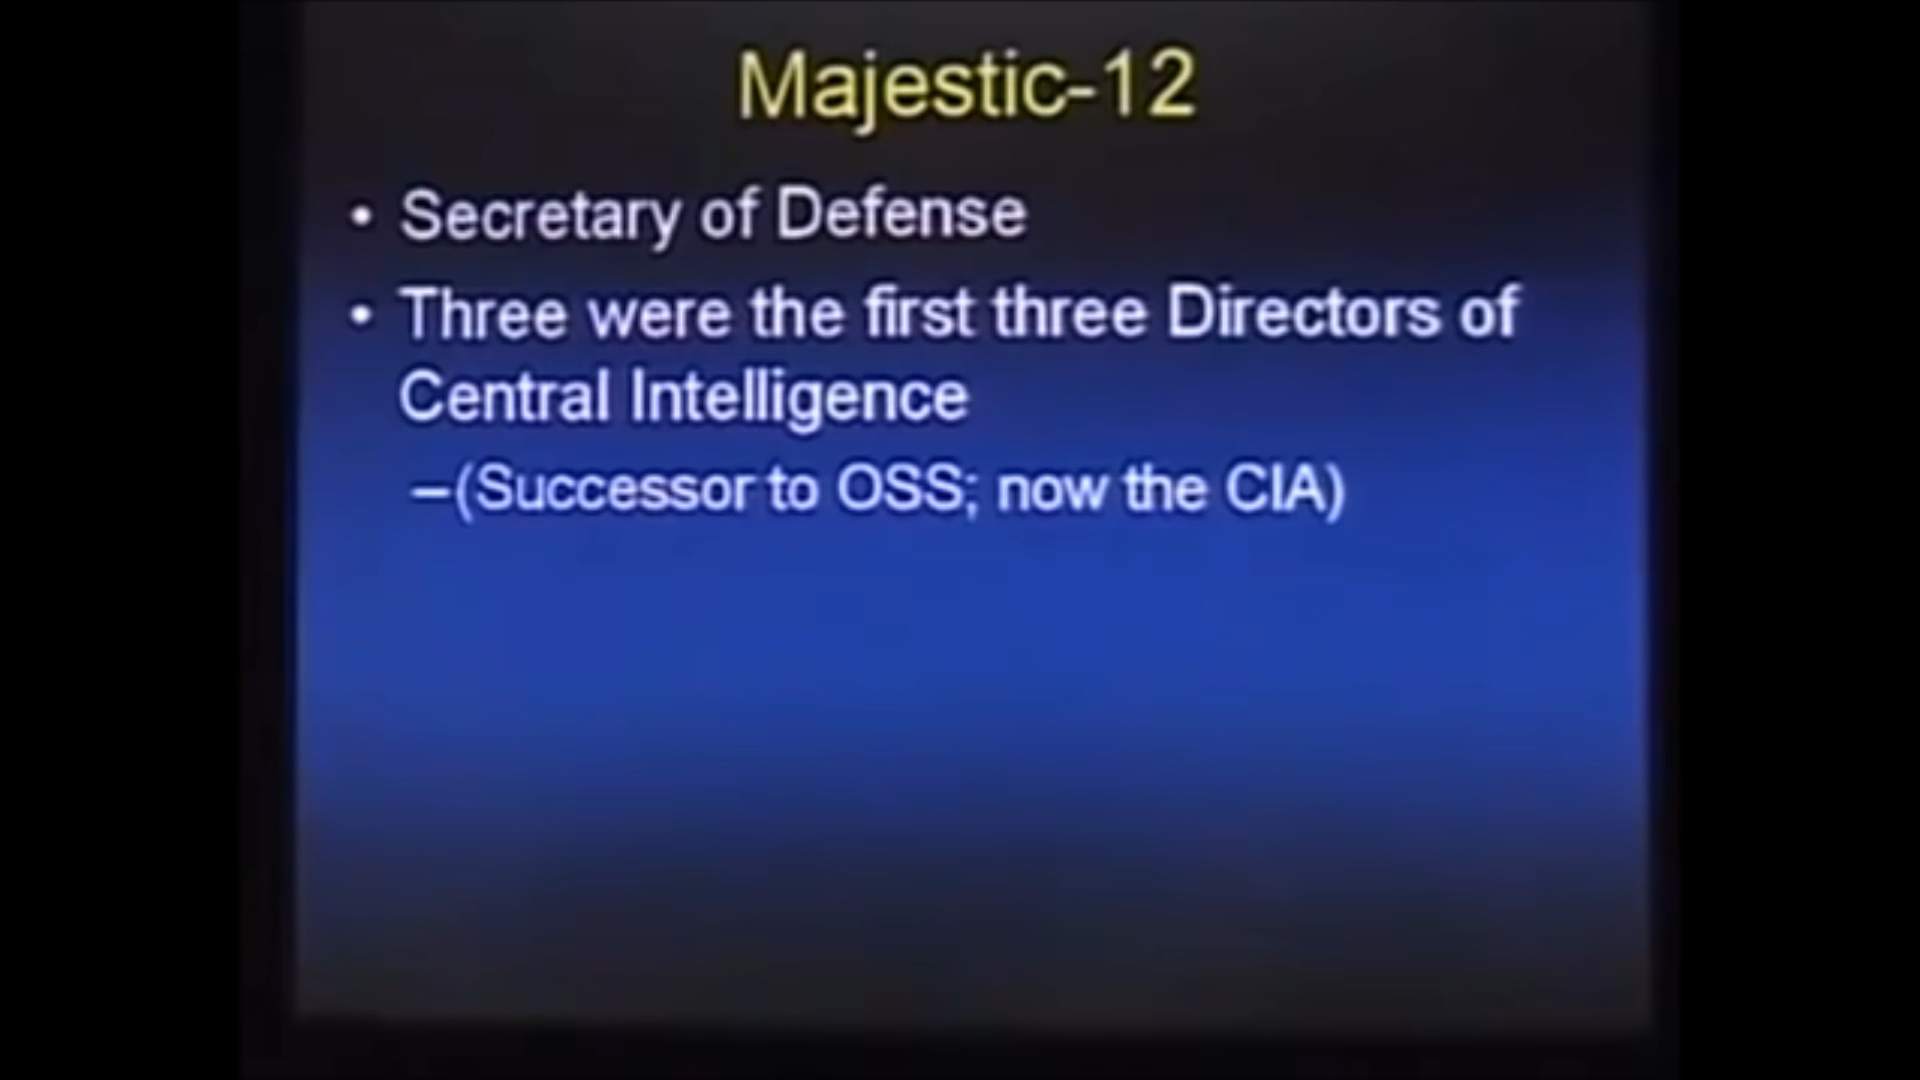 Majestic-12
• Secretary of Defense
• Three were the first three Directors of
Central Intelligence
–(Successor to OSS; now the CIA)